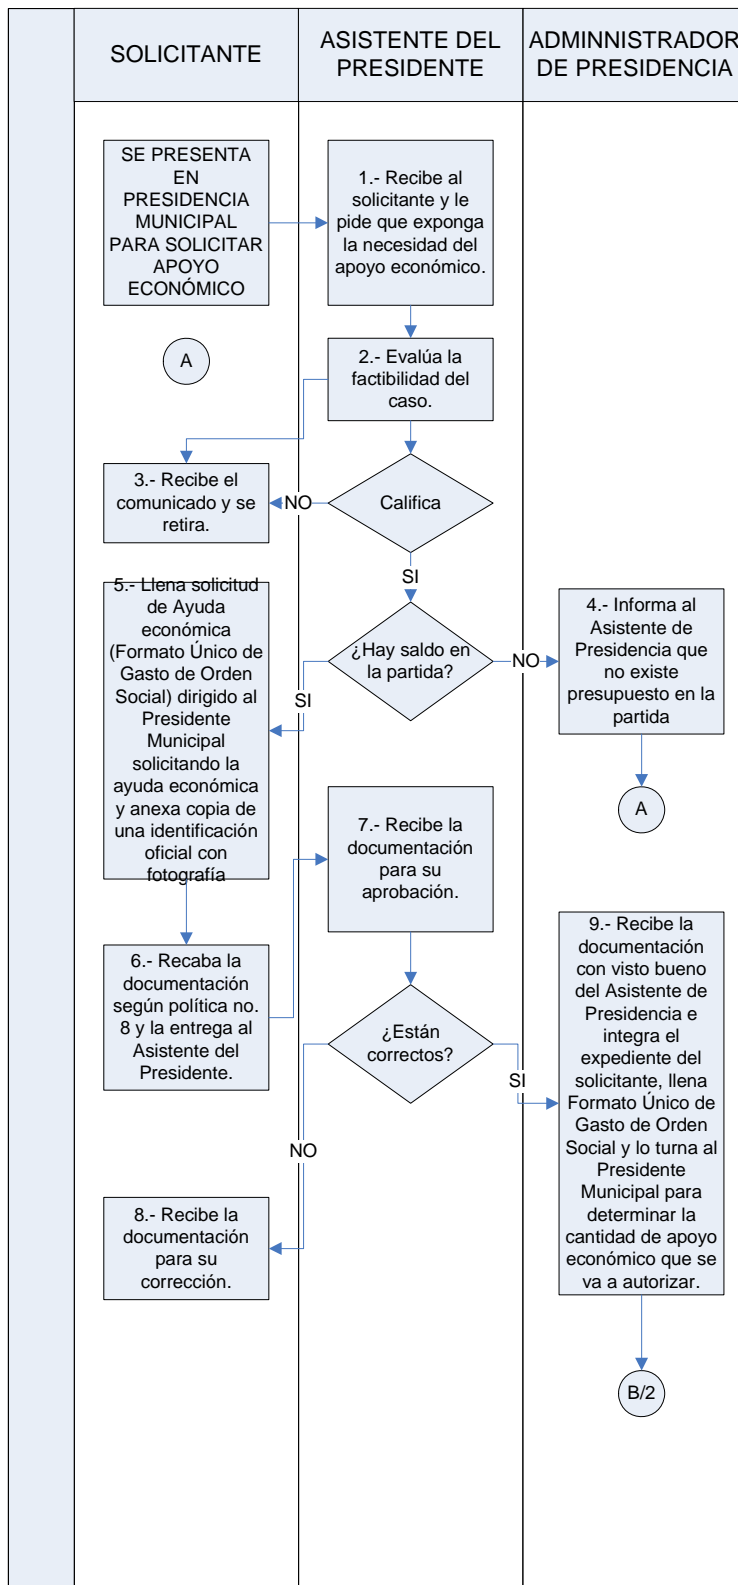 SOLICITANTE
ASISTENTE DEL
PRESIDENTE
ADMINNISTRADOR
DE PRESIDENCIA
SE PRESENTA
EN
PRESIDENCIA
MUNICIPAL
PARA SOLICITAR
APOYO
ECONÓMICO
1.- Recibe al
solicitante y le
pide que exponga
la necesidad del
apoyo económico.
A
2.- Evalúa la
factibilidad del
caso.
3.- Recibe el
comunicado y se
retira.
NO
Califica
SI
5.- Llena solicitud
de Ayuda
económica
(Formato Único de
Gasto de Orden
Social) dirigido al
Presidente
Municipal
solicitando la
ayuda económica
y anexa copia de
una identificación
oficial con
fotografía
SI
¿Hay saldo en
la partida?
NO
4.- Informa al
Asistente de
Presidencia que
no existe
presupuesto en la
partida
A
7.- Recibe la
documentación
para su
aprobación.
6.- Recaba la
documentación
según política no.
8 y la entrega al
Asistente del
Presidente.
¿Están
correctos?
SI
NO
9.- Recibe la
documentación
con visto bueno
del Asistente de
Presidencia e
integra el
expediente del
solicitante, llena
Formato Único de
Gasto de Orden
Social y lo turna al
Presidente
Municipal para
determinar la
cantidad de apoyo
económico que se
va a autorizar.
8.- Recibe la
documentación
para su
corrección.
B/2